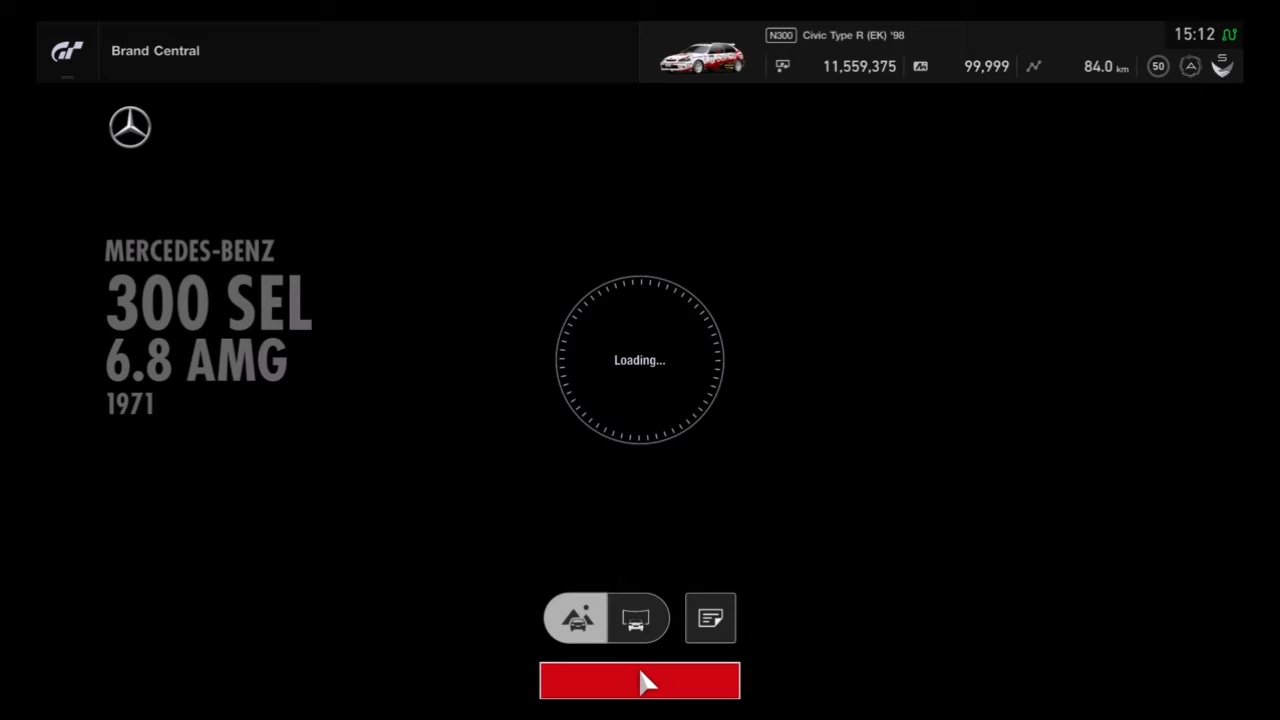 Brand Central
N300 Civic Type R (EK) '98
15:12
11,559,375
99,999
84.0 km
50
A
S
MERCEDES-BENZ
300 SEL
6.8 AMG
1971
Loading...